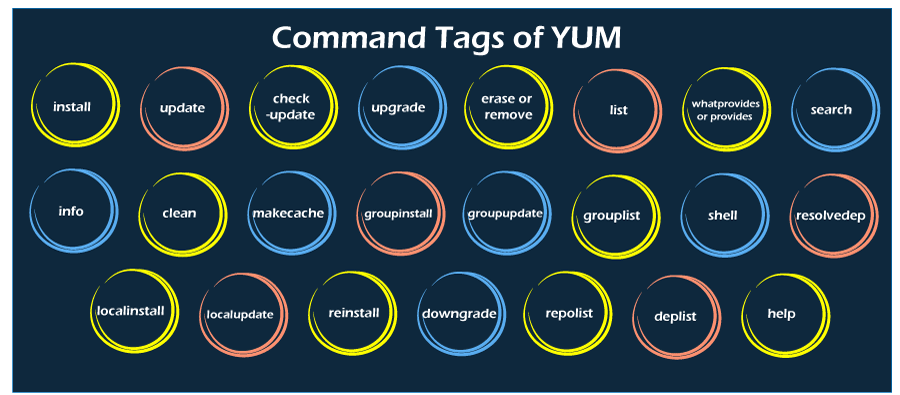 Command Tags of YUM
install
update
check
-update
upgrade
erase or
remove
list
whatprovides
or provides
search
info
clean
makecache
groupinstall
groupupdate
grouplist
shell
resolvedep
localinstall
localupdate
reinstall
downgrade
repolist
deplist
help